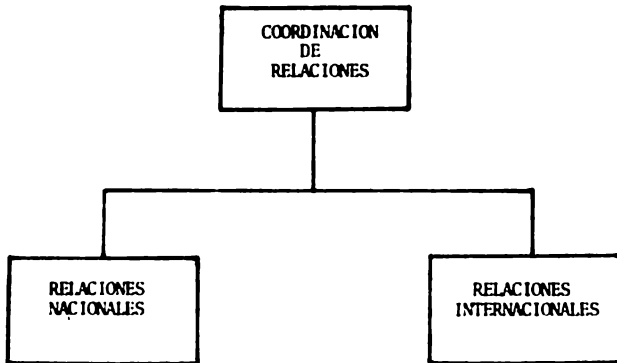 COORDINACION
DE
RELACIONES
RELACIONES
NACIONALES
RELACIONES
INTERNACIONALES